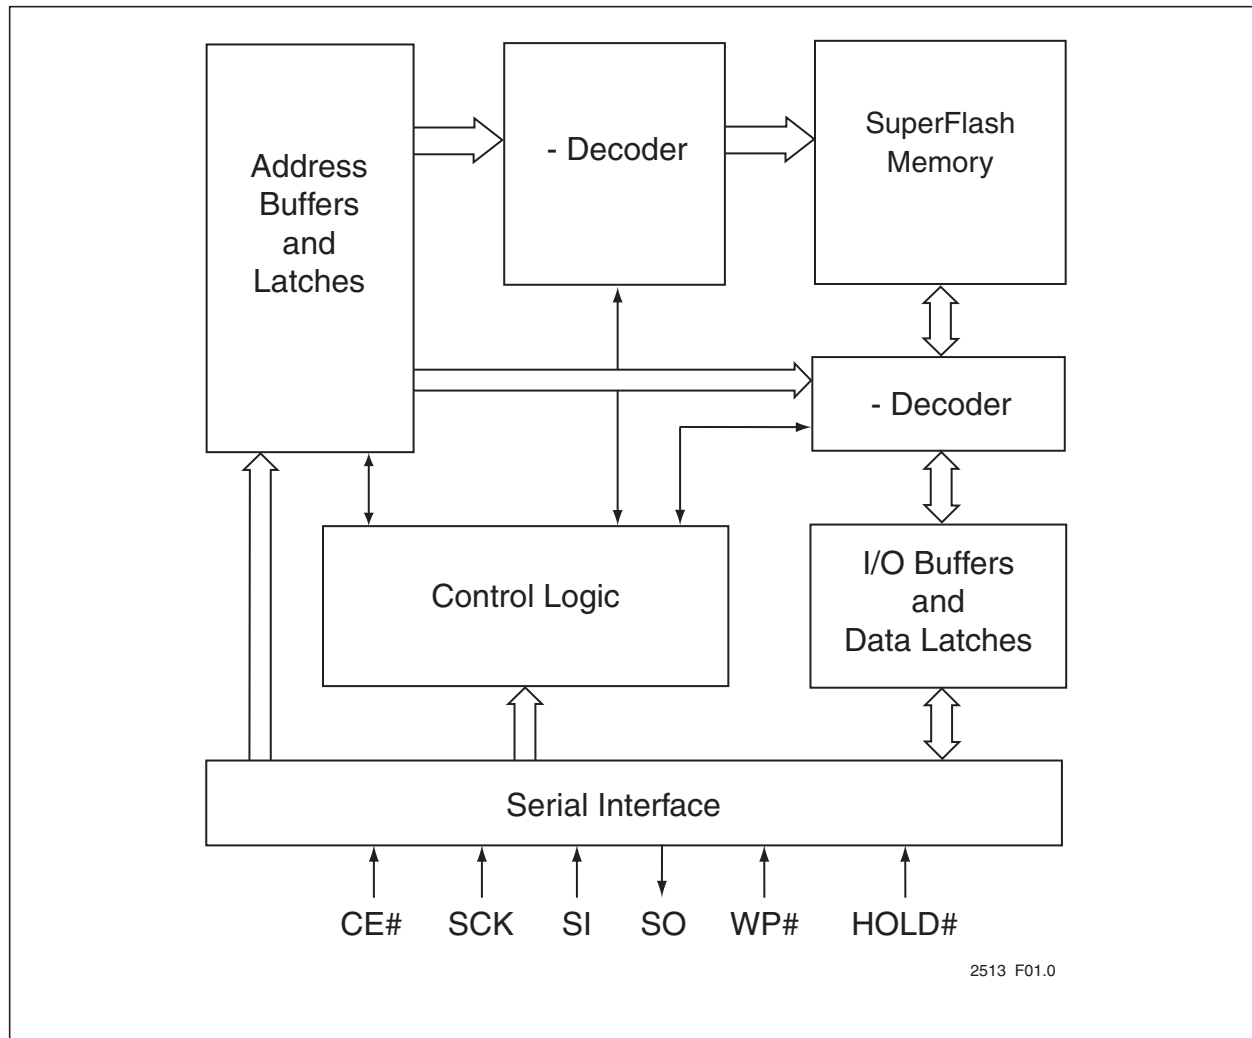 Address
Buffers
and
Latches
- Decoder
SuperFlash
Memory
- Decoder
Control Logic
I/O Buffers
and
Data Latches
Serial Interface
CE# SCK SI SO WP# HOLD#
2513 F01.0